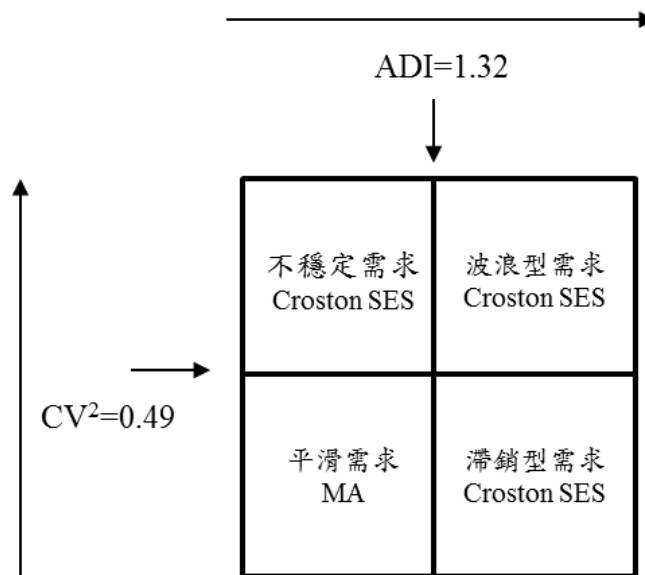 ADI=1.32
不穩定需求
Croston SES
波浪型需求
Croston SES
CV²=0.49
平滑需求
MA
滯銷型需求
Croston SES